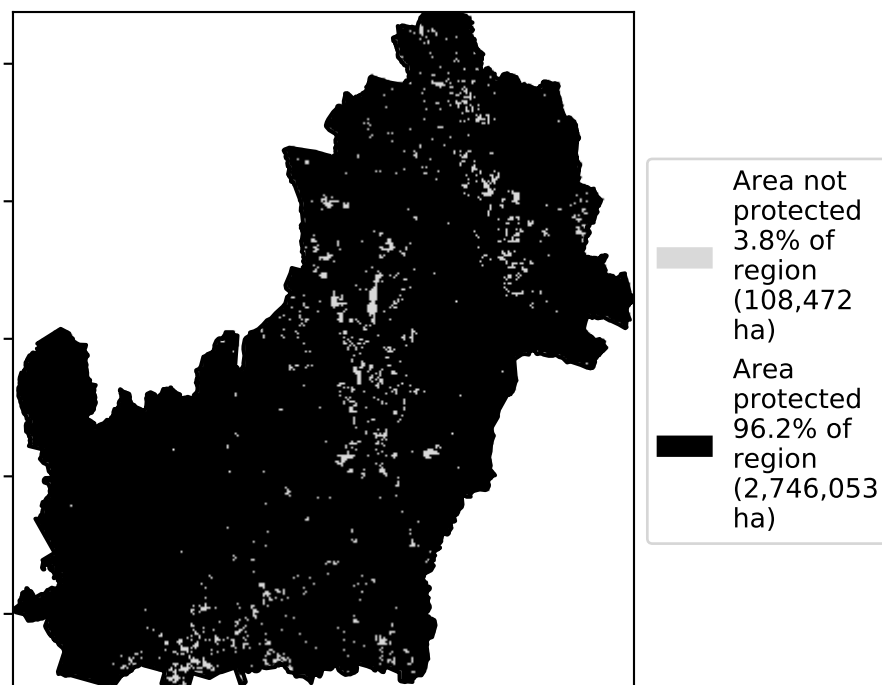 Area not
protected
3.8% of
region
(108,472
ha)
Area
protected
96.2% of
region
(2,746,053
ha)